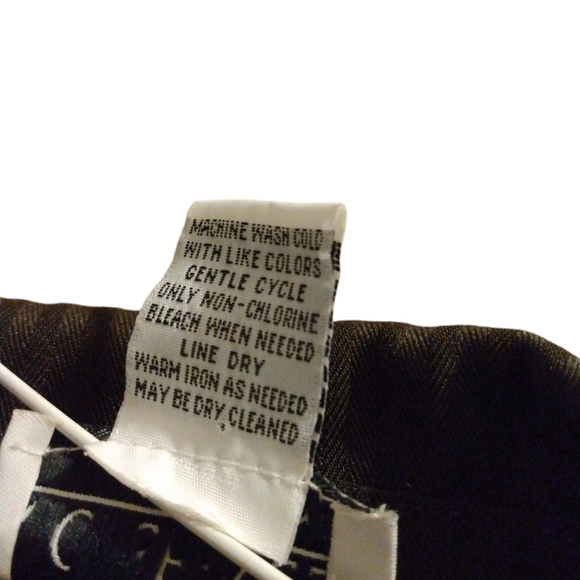 MACHINE WASH COLD
WITH LIKE COLORS
GENTLE CYCLE
ONLY NON-CHLORINE
BLEACH WHEN NEEDED
LINE DRY
WARM IRON AS NEEDED
MAY BE DRY CLEANED